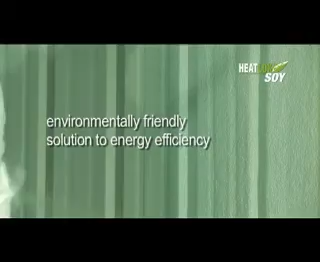 HEAT
SOY
environmentally friendly
solution to energy efficiency